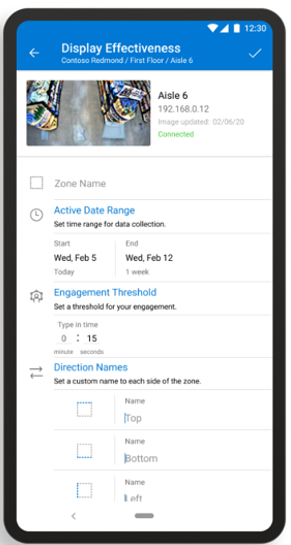 12:30
Display Effectiveness
Contoso Redmond / First Floor / Aisle 6
Aisle 6
192.168.0.12
Image updated: 02/06/20
Connected
Zone Name
Active Date Range
Set time range for data collection.
Start
End
Wed, Feb 5
Wed, Feb 12
Today
1 week
Engagement Threshold
Set a threshold for your engagement.
Type in time
0 : 15
minute seconds
Direction Names
Set a custom name to each side of the zone.
Name
Top
Name
Bottom
Name
Left